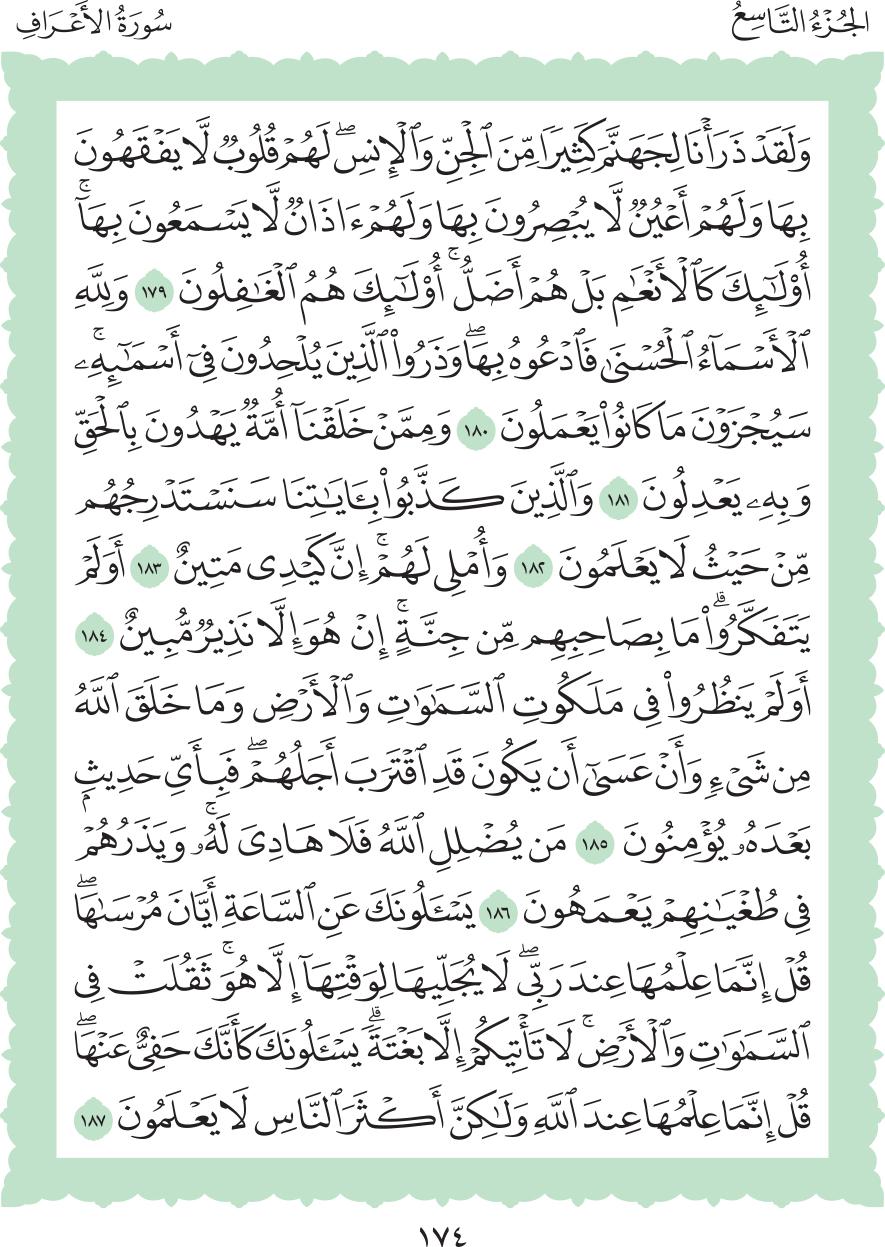 الجُزْءُ التَّاسِعُ
سُورَةُ الأَعْرَافِ
وَلَقَدْ ذَرَأْنَا لِجَهَنَّمَ كَثِيرٗا مِّنَ ٱلْجِنِّ وَٱلْإِنسِۖ لَهُمْ قُلُوبٞ لَّا يَفْقَهُونَ
بِهَا وَلَهُمْ أَعْيُنٞ لَّا يُبْصِرُونَ بِهَا وَلَهُمْ ءَاذَانٞ لَّا يَسْمَعُونَ بِهَآۚ
أُوْلَٰٓئِكَ كَٱلْأَنْعَٰمِ بَلْ هُمْ أَضَلُّۚ أُوْلَٰٓئِكَ هُمُ ٱلْغَٰفِلُونَ ١٧٩ وَلِلَّهِ
ٱلْأَسْمَآءُ ٱلْحُسْنَىٰ فَٱدْعُوهُ بِهَاۖ وَذَرُواْ ٱلَّذِينَ يُلْحِدُونَ فِيٓ أَسْمَٰٓئِهِۦۚ
سَيُجْزَوْنَ مَا كَانُواْ يَعْمَلُونَ ١٨٠ وَمِمَّنْ خَلَقْنَآ أُمَّةٞ يَهْدُونَ بِٱلْحَقِّ
وَبِهِۦ يَعْدِلُونَ ١٨١ وَٱلَّذِينَ كَذَّبُواْ بِـَٔايَٰتِنَا سَنَسْتَدْرِجُهُم
مِّنْ حَيْثُ لَا يَعْلَمُونَ ١٨٢ وَأُمْلِي لَهُمْۚ إِنَّ كَيْدِي مَتِينٌ ١٨٣ أَوَلَمْ
يَتَفَكَّرُواْۗ مَا بِصَاحِبِهِم مِّن جِنَّةٍۚ إِنْ هُوَ إِلَّا نَذِيرٞ مُّبِينٌ ١٨٤
أَوَلَمْ يَنظُرُواْ فِي مَلَكُوتِ ٱلسَّمَٰوَٰتِ وَٱلْأَرْضِ وَمَا خَلَقَ ٱللَّهُ
مِن شَيْءٖ وَأَنْ عَسَىٰٓ أَن يَكُونَ قَدِ ٱقْتَرَبَ أَجَلُهُمْۖ فَبِأَيِّ حَدِيثِۭ
بَعْدَهُۥ يُؤْمِنُونَ ١٨٥ مَن يُضْلِلِ ٱللَّهُ فَلَا هَادِيَ لَهُۥۚ وَيَذَرُهُمْ
فِي طُغْيَٰنِهِمْ يَعْمَهُونَ ١٨٦ يَسْـَٔلُونَكَ عَنِ ٱلسَّاعَةِ أَيَّانَ مُرْسَىٰهَاۖ
قُلْ إِنَّمَا عِلْمُهَا عِندَ رَبِّيۖ لَا يُجَلِّيهَا لِوَقْتِهَآ إِلَّا هُوَۚ ثَقُلَتْ فِي
ٱلسَّمَٰوَٰتِ وَٱلْأَرْضِۚ لَا تَأْتِيكُمْ إِلَّا بَغْتَةٗۗ يَسْـَٔلُونَكَ كَأَنَّكَ حَفِيٌّ عَنْهَاۖ
قُلْ إِنَّمَا عِلْمُهَا عِندَ ٱللَّهِ وَلَٰكِنَّ أَكْثَرَ ٱلنَّاسِ لَا يَعْلَمُونَ ١٨٧
١٧٤